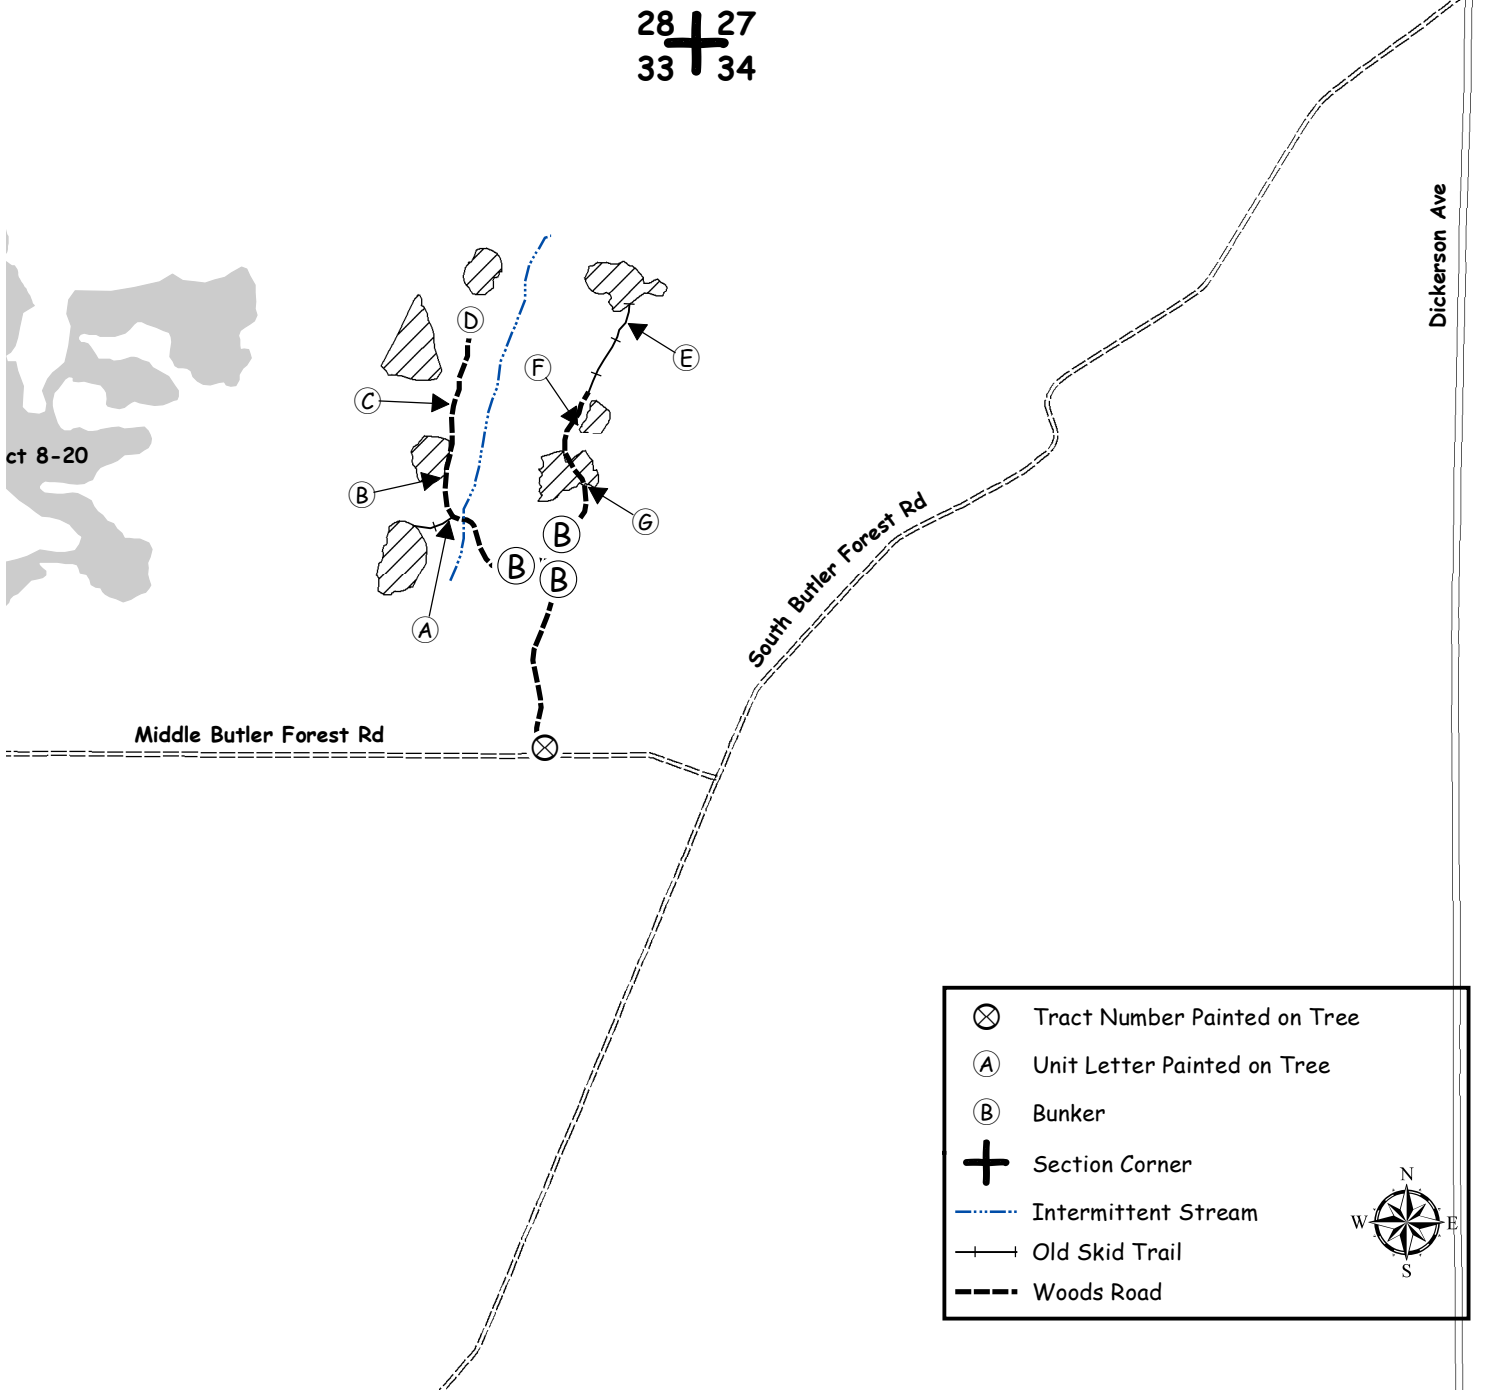 28 27
33 34
Dickerson Ave
D
E
F
C
ct 8-20
B
G
B
B
B
A
South Butler Forest Rd
Middle Butler Forest Rd
Tract Number Painted on Tree
A Unit Letter Painted on Tree
B Bunker
Section Corner
Intermittent Stream
Old Skid Trail
Woods Road
N
W E
S